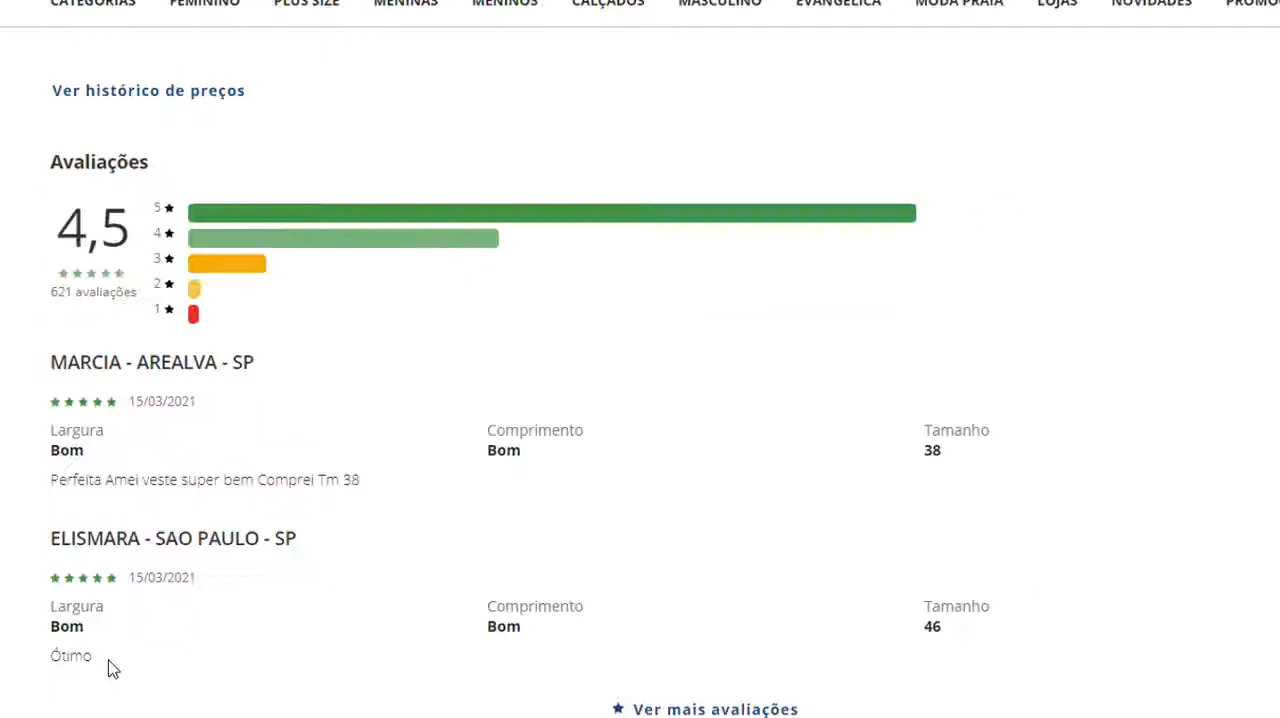 CATEGORIAS FEMININO PLUS SIZE MENINAS MENINOS CALÇADOS MASCULINO EVANGÉLICA MODA PRAIA LOJAS NOVIDADES PROMO
Ver histórico de preços
Avaliações
4,5
621 avaliações
5 ★
4 ★
3 ★
2 ★
1 ★
MARCIA - AREALVA - SP
★★★★★ 15/03/2021
Largura Comprimento Tamanho
Bom Bom 38
Perfeita Amei veste super bem Comprei Tm 38
ELISMARA - SAO PAULO - SP
★★★★★ 15/03/2021
Largura Comprimento Tamanho
Bom Bom 46
Ótimo
★ Ver mais avaliações